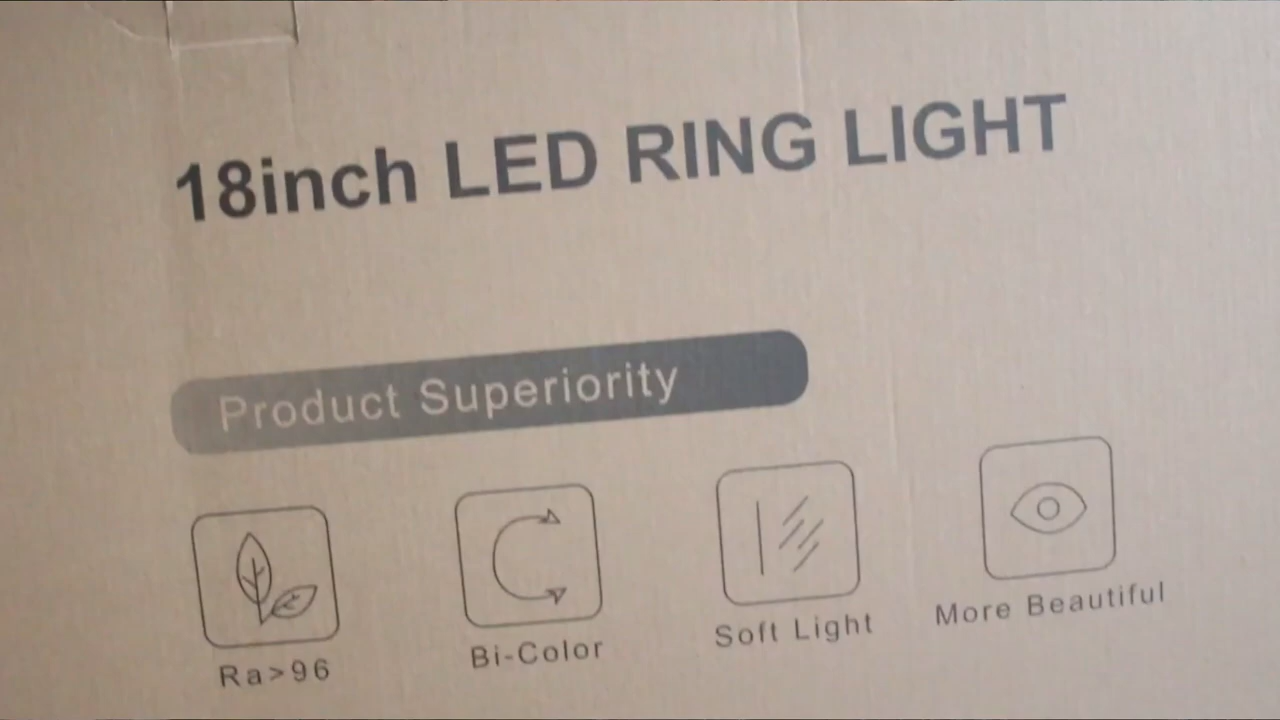 18inch LED RING LIGHT
Product Superiority
Ra>96
Bi-Color
Soft Light
More Beautiful